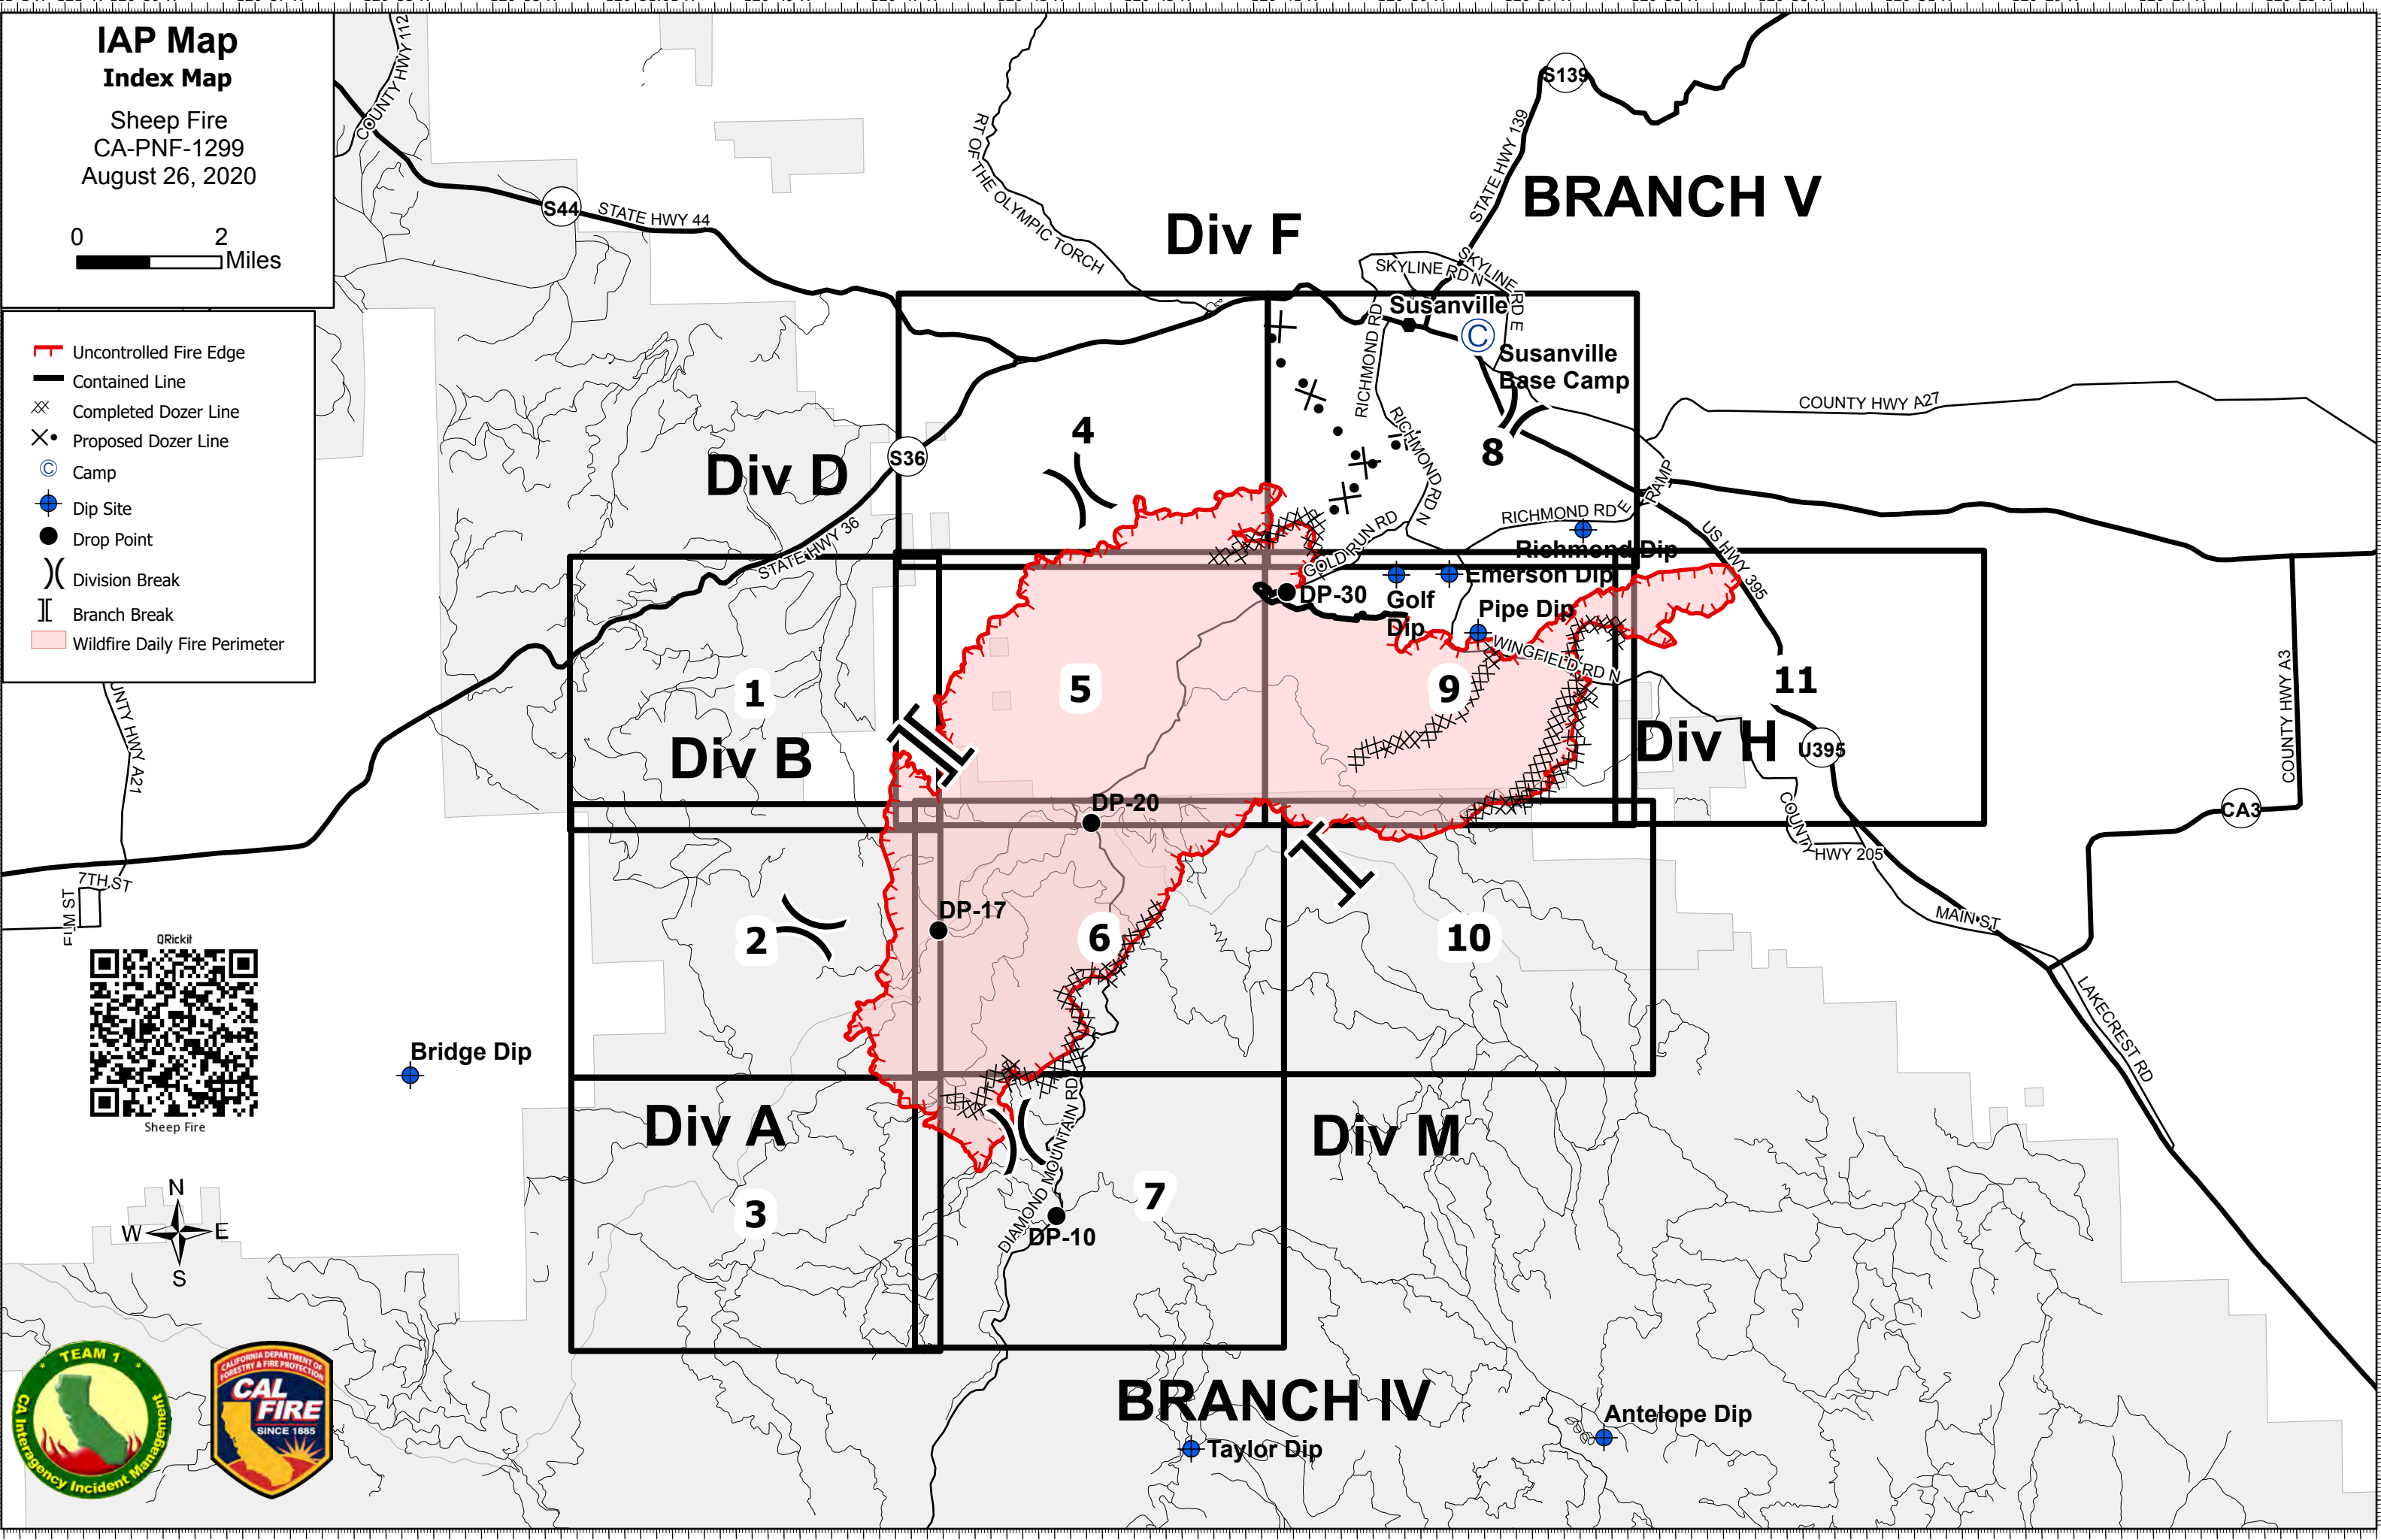 IAP Map
Index Map
Sheep Fire
CA-PNF-1299
August 26, 2020
0 2
Miles
Uncontrolled Fire Edge
Contained Line
Completed Dozer Line
Proposed Dozer Line
© Camp
Dip Site
Drop Point
Division Break
Branch Break
Wildfire Daily Fire Perimeter
COUNTY HWY 112
S44
STATE HWY 44
RT OF THE OLYMPIC TORCH
S139
STATE HWY 139
BRANCH V
Div F
SKYLINE RD N
SKYLINE RD E
Susanville
C
Susanville
Base Camp
RICHMOND RD
RICHMOND RD N
4
8
COUNTY HWY A27
Div D
S36
STATE HWY 36
RICHMOND RD E
RAMP
US HWY 395
GOLD RUN RD
Richmond Dip
Emerson Dip
DP-30
Golf
Dip
Pipe Dip
WINGFIELD RD N
1
5
9
11
Div B
Div H
U395
COUNTY HWY A3
CA3
COUNTY
HWY 205
UNTY HWY A21
7TH ST
DP-20
DP-17
2
6
10
MAIN ST
LAKECREST RD
QRickit
Sheep Fire
Bridge Dip
Div A
Div M
DIAMOND MOUNTAIN RD
3
7
DP-10
N
W E
S
BRANCH IV
Taylor Dip
Antelope Dip
TEAM 1
CA Interagency Incident Management
CALIFORNIA DEPARTMENT OF
FORESTRY & FIRE PROTECTION
CAL
FIRE
SINCE 1885